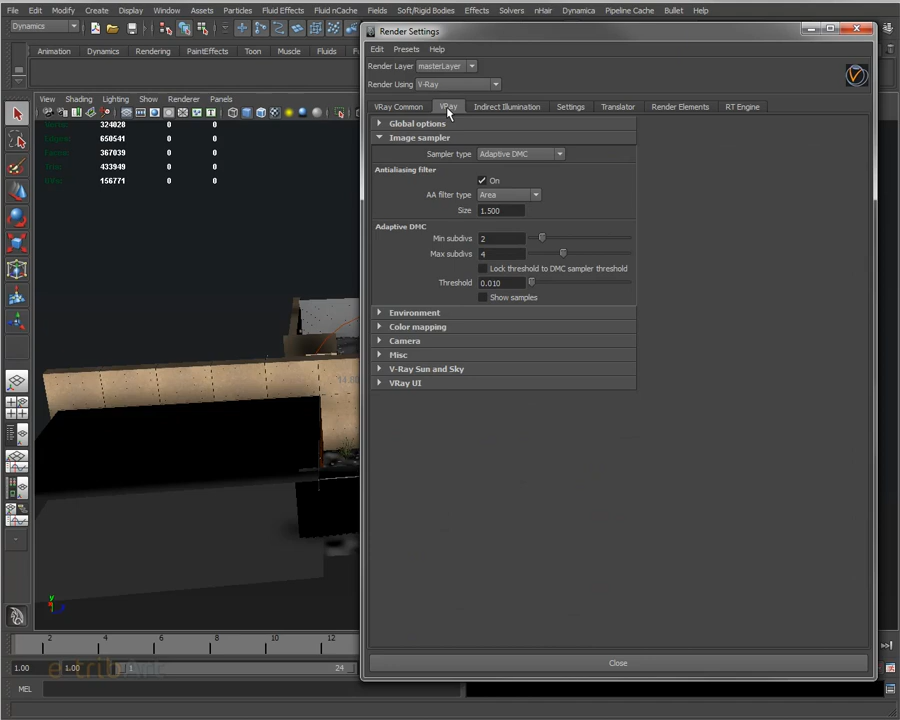 File Edit Modify Create Display Window Assets Particles Fluid Effects Fluid nCache Fields Soft/Rigid Bodies Effects Solvers nHair Dynamica Pipeline Cache Bullet Help
Dynamics
Render Settings
Edit Presets Help
Animation Dynamics Rendering PaintEffects Toon Muscle Fluids
Render Layer masterLayer
Render Using V-Ray
View Shading Lighting Show Renderer Panels
VRay Common VRay Indirect Illumination Settings Translator Render Elements RT Engine
324028 0 0
650541 0 0
367039 0 0
433949 0 0
156771 0 0
Global options
Image sampler
Sampler type Adaptive DMC
Antialiasing filter
On
AA filter type Area
Size 1.500
Adaptive DMC
Min subdivs 2
Max subdivs 4
Lock threshold to DMC sampler threshold
Threshold 0.010
Show samples
Environment
Color mapping
Camera
Misc
V-Ray Sun and Sky
VRay UI
y
2 4 6 8 10 12
Close
1.00 1.00 1 24
MEL